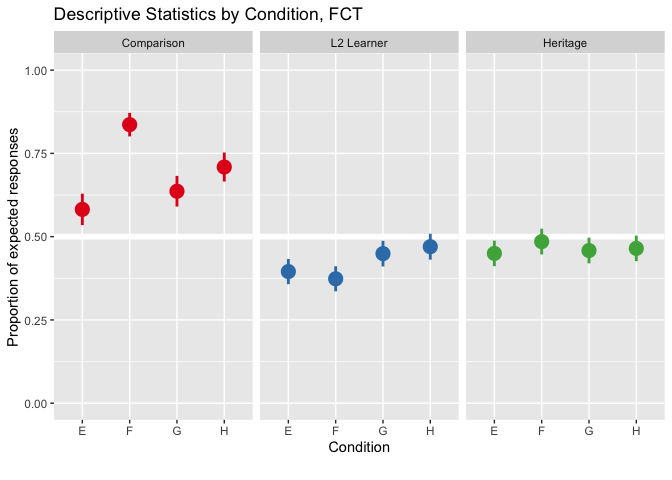 Descriptive Statistics by Condition, FCT
Comparison L2 Learner Heritage
Proportion of expected responses
1.00
0.75
0.50
0.25
0.00
E F G H E F G H E F G H
Condition